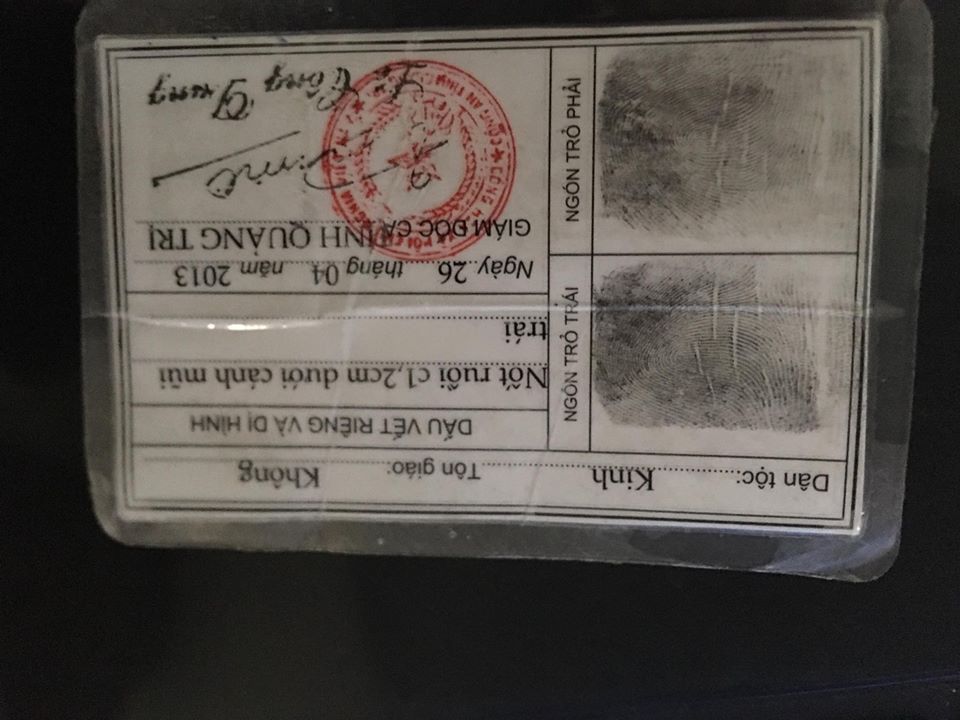 Dân tộc: Kinh Tôn giáo: Không
NGÓN TRỎ TRÁI
NGÓN TRỎ PHẢI
DẤU VẾT RIÊNG VÀ DỊ HÌNH
Nốt ruồi c1,2cm dưới cánh mũi
trái
Ngày 26 tháng 04 năm 2013
GIÁM ĐỐC CA TỈNH QUẢNG TRỊ
Lê Công Dung